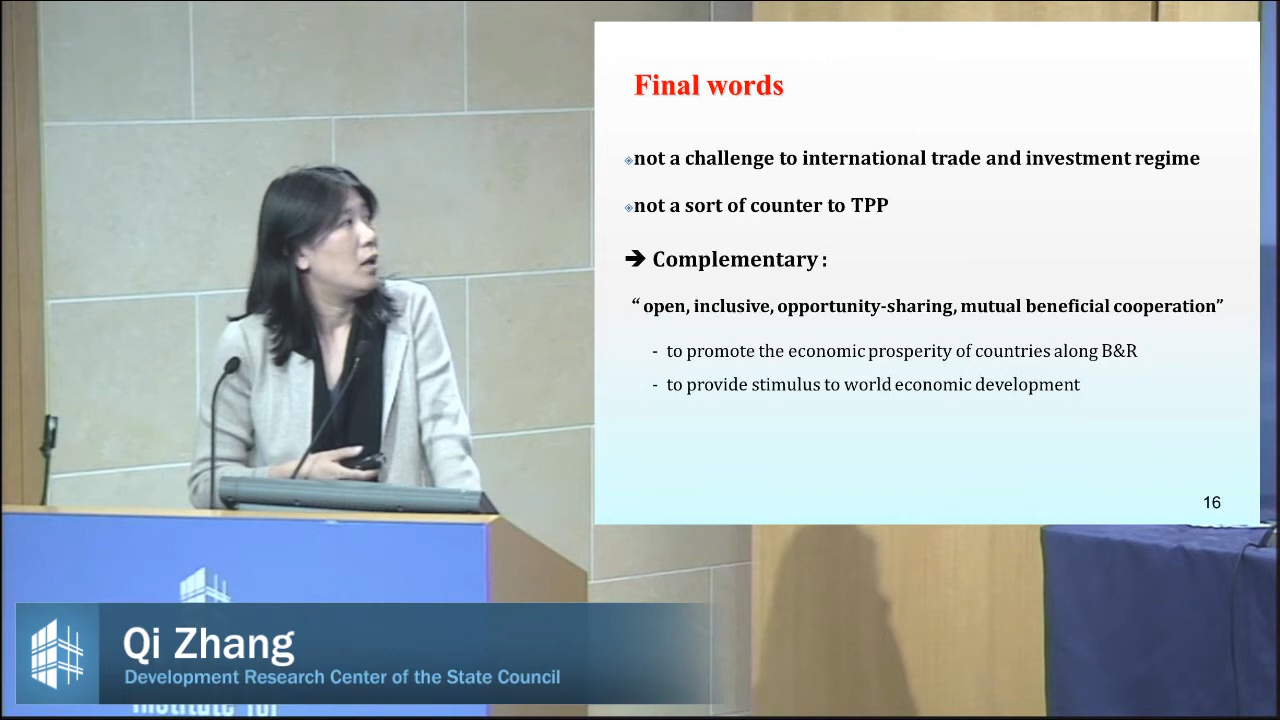 Final words
not a challenge to international trade and investment regime
not a sort of counter to TPP
➔ Complementary :
“ open, inclusive, opportunity-sharing, mutual beneficial cooperation”
- to promote the economic prosperity of countries along B&R
- to provide stimulus to world economic development
16
Qi Zhang
Development Research Center of the State Council
Institute for